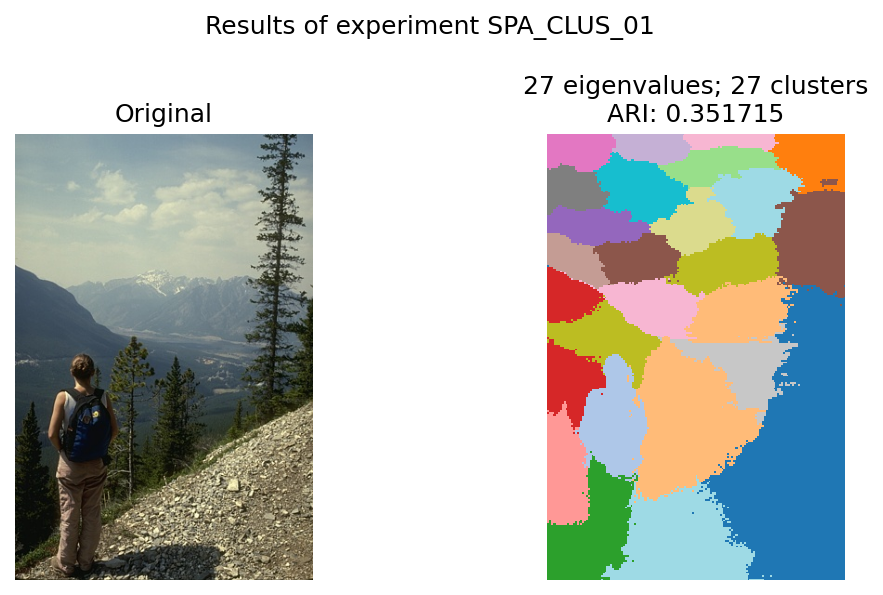 Results of experiment SPA_CLUS_01
Original
27 eigenvalues; 27 clusters
ARI: 0.351715